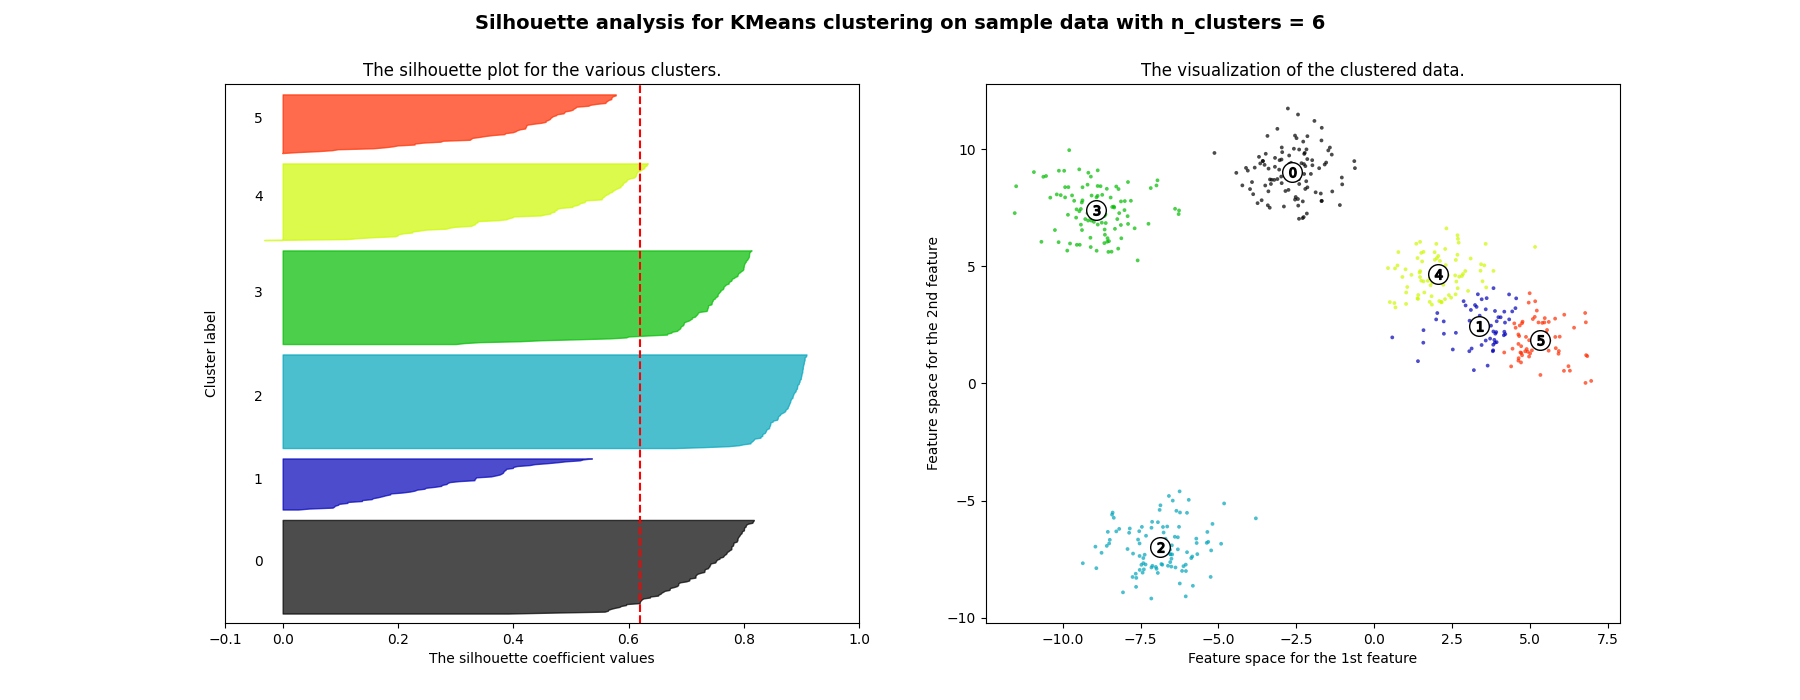 Silhouette analysis for KMeans clustering on sample data with n_clusters = 6
The silhouette plot for the various clusters.
5
4
3
2
1
0
Cluster label
−0.1 0.0 0.2 0.4 0.6 0.8 1.0
The silhouette coefficient values
The visualization of the clustered data.
10
5
0
−5
−10
Feature space for the 2nd feature
0
3
4
1
5
2
−10.0 −7.5 −5.0 −2.5 0.0 2.5 5.0 7.5
Feature space for the 1st feature